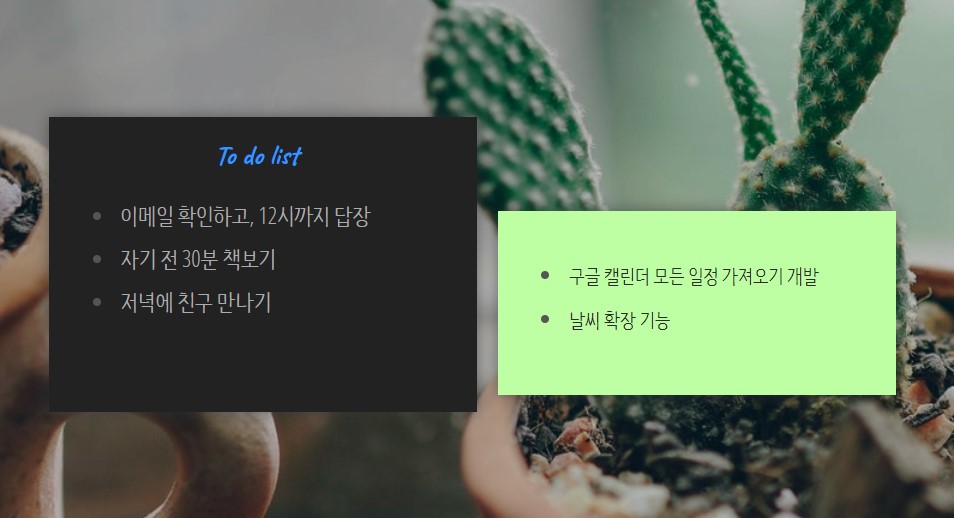 To do list
이메일 확인하고, 12시까지 답장
자기 전 30분 책보기
저녁에 친구 만나기
구글 캘린더 모든 일정 가져오기 개발
날씨 확장 기능